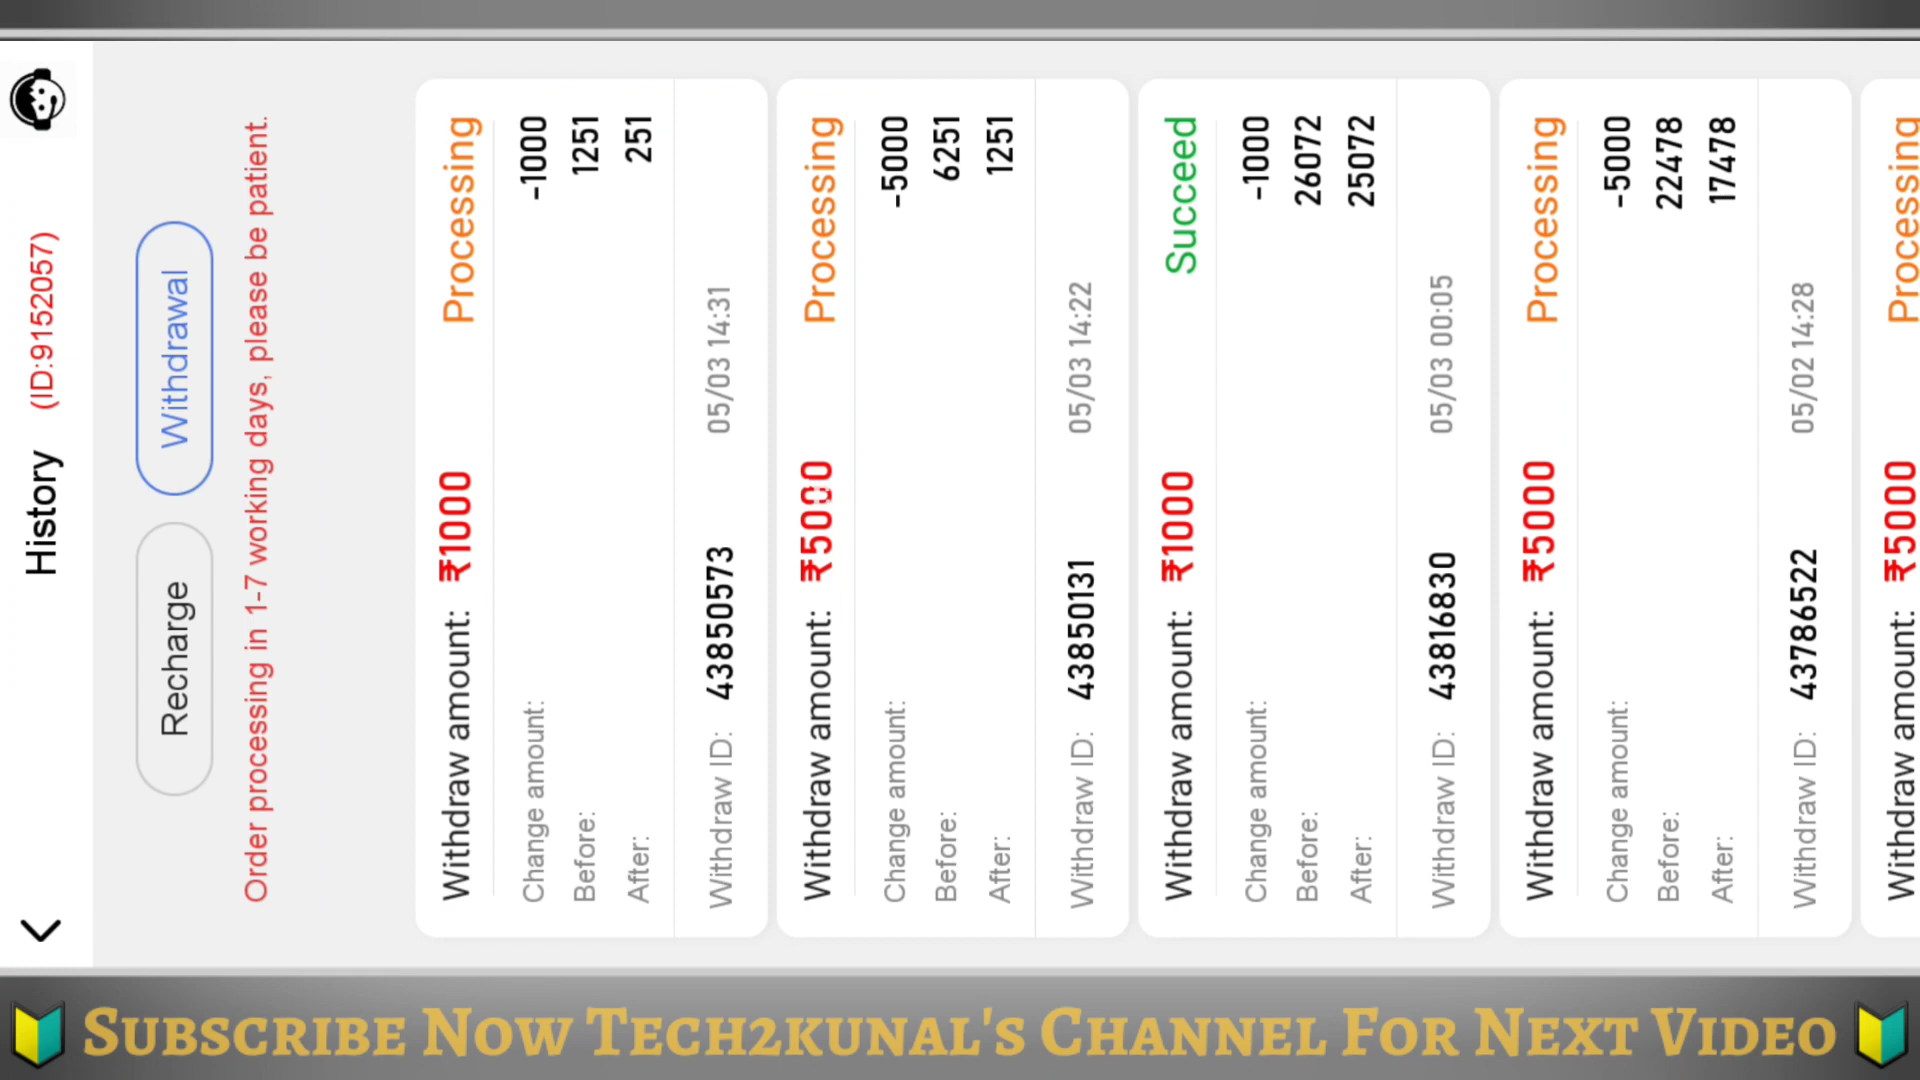 History (ID:9152057)
Recharge Withdrawal
Order processing in 1-7 working days, please be patient.
Withdraw amount: ₹1000 Processing
Change amount: -1000
Before: 1251
After: 251
Withdraw ID: 43850573 05/03 14:31
Withdraw amount: ₹5000 Processing
Change amount: -5000
Before: 6251
After: 1251
Withdraw ID: 43850131 05/03 14:22
Withdraw amount: ₹1000 Succeed
Change amount: -1000
Before: 26072
After: 25072
Withdraw ID: 43816830 05/03 00:05
Withdraw amount: ₹5000 Processing
Change amount: -5000
Before: 22478
After: 17478
Withdraw ID: 43786522 05/02 14:28
Withdraw amount: ₹5000 Processing
Subscribe Now Tech2kunal's Channel For Next Video